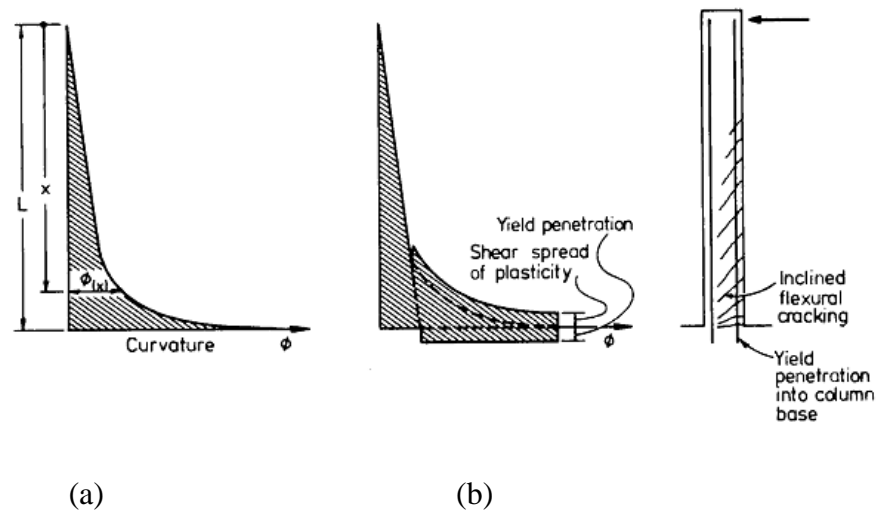 L
x
ϕ(x)
Curvature
ϕ
Yield penetration
Shear spread
of plasticity
ϕ
Inclined
flexural
cracking
Yield
penetration
into column
base
(a)
(b)